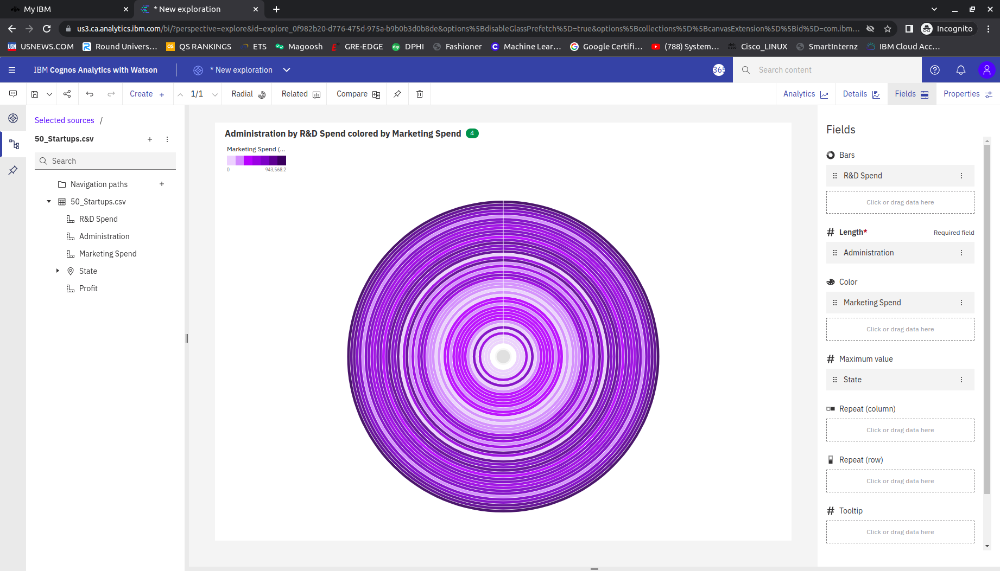 My IBM
* New exploration
us3.ca.analytics.ibm.com/bi/?perspective=explore&id=explore_0f982b20-d776-475d-975a-b9b0b3d0b8de&options%5BdisableGlassPrefetch%5D=true&options%5Bcollections%5D%5BcanvasExtension%5D%5Bid%5D=com.ibm...
Incognito
USN USNEWS.COM
Round Univers...
QS QS RANKINGS
ETS
Magoosh
GRE-EDGE
DPHI
Fashioner
Machine Lear...
Google Certifi...
(788) System...
Cisco_LINUX
SmartInternz
IBM Cloud Acc...
IBM Cognos Analytics with Watson
* New exploration
365
Search content
Create +
1/1
Radial
Related
Compare
Analytics
Details
Fields
Properties
Selected sources /
50_Startups.csv
Search
Navigation paths
50_Startups.csv
R&D Spend
Administration
Marketing Spend
State
Profit
Administration by R&D Spend colored by Marketing Spend 4
Marketing Spend (...
0 943,568.2
Fields
Bars
R&D Spend
Click or drag data here
Length* Required field
Administration
Color
Marketing Spend
Click or drag data here
Maximum value
State
Repeat (column)
Click or drag data here
Repeat (row)
Click or drag data here
Tooltip
Click or drag data here